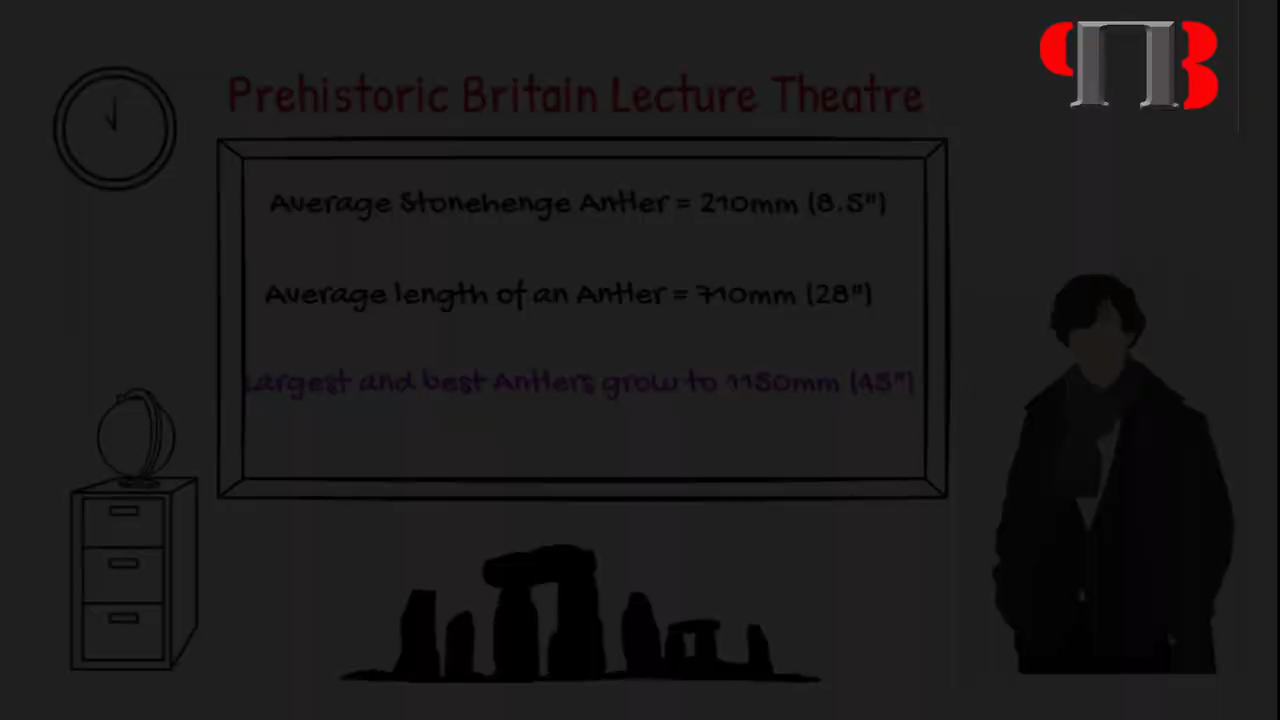 PB
Prehistoric Britain Lecture Theatre
Average Stonehenge Antler = 210mm (8.5")
Average length of an Antler = 710mm (28")
Largest and best Antlers grow to 1150mm (45")